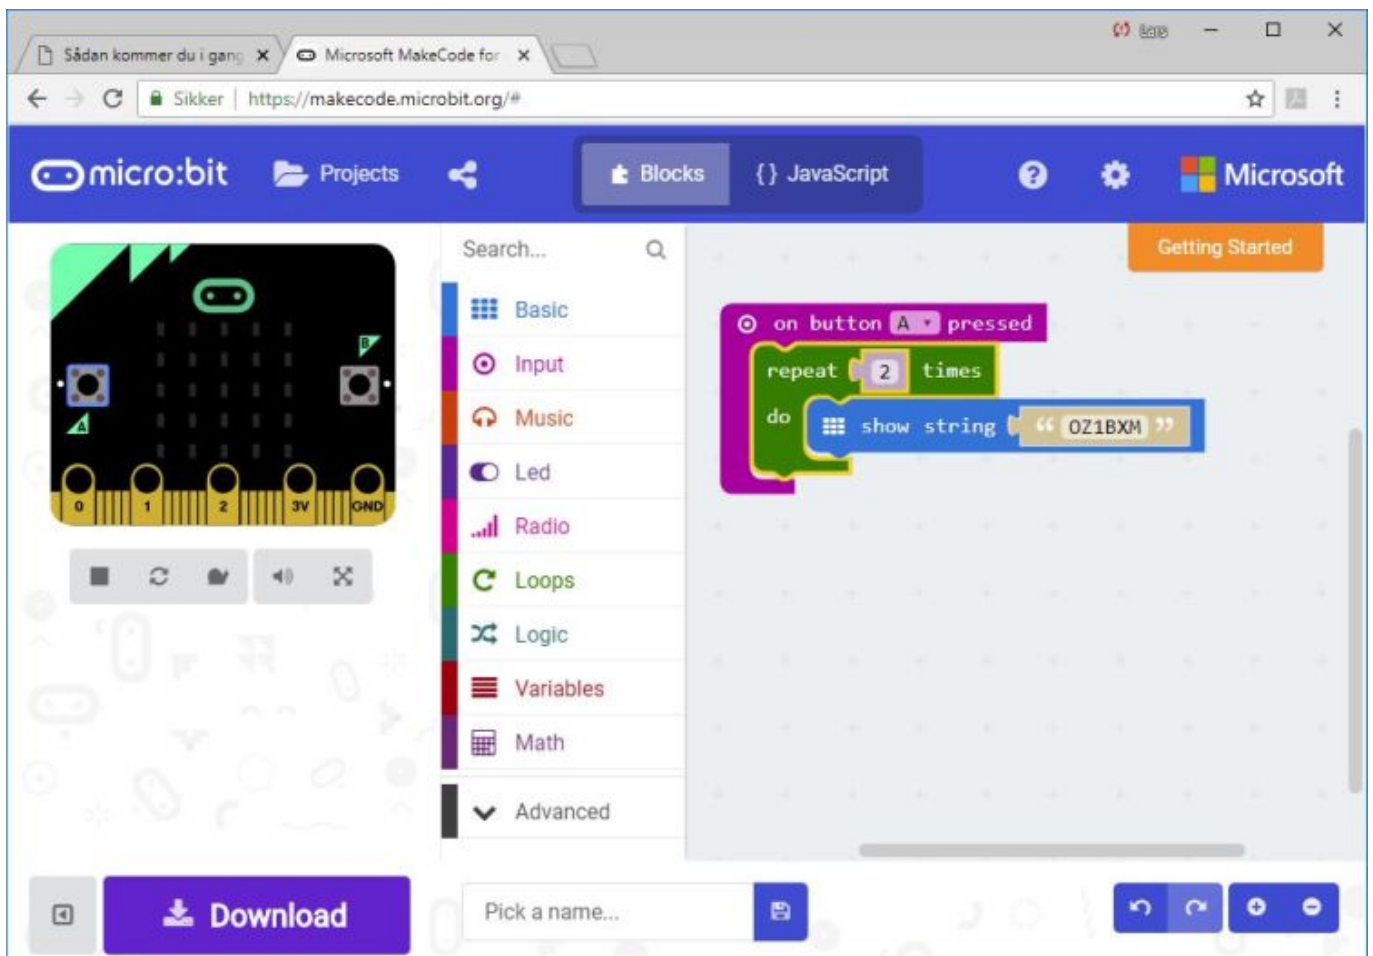 Lars
Sådan kommer du i gang
Microsoft MakeCode for
Sikker | https://makecode.microbit.org/#
micro:bit Projects Blocks {} JavaScript Microsoft
Getting Started
Search...
Basic
Input
Music
Led
Radio
Loops
Logic
Variables
Math
Advanced
B
A
0 1 2 3V GND
on button A pressed
repeat 2 times
do show string “ OZ1BXM ”
Download
Pick a name...